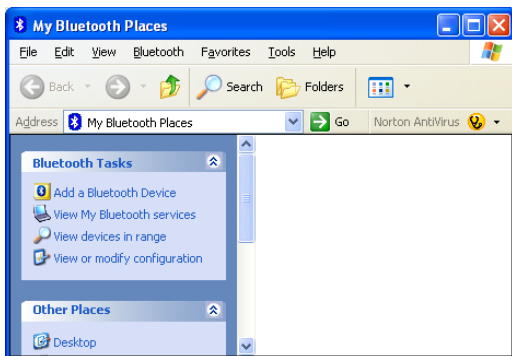 My Bluetooth Places
File Edit View Bluetooth Favorites Tools Help
Back Search Folders
Address My Bluetooth Places Go Norton AntiVirus
Bluetooth Tasks
Add a Bluetooth Device
View My Bluetooth services
View devices in range
View or modify configuration
Other Places
Desktop